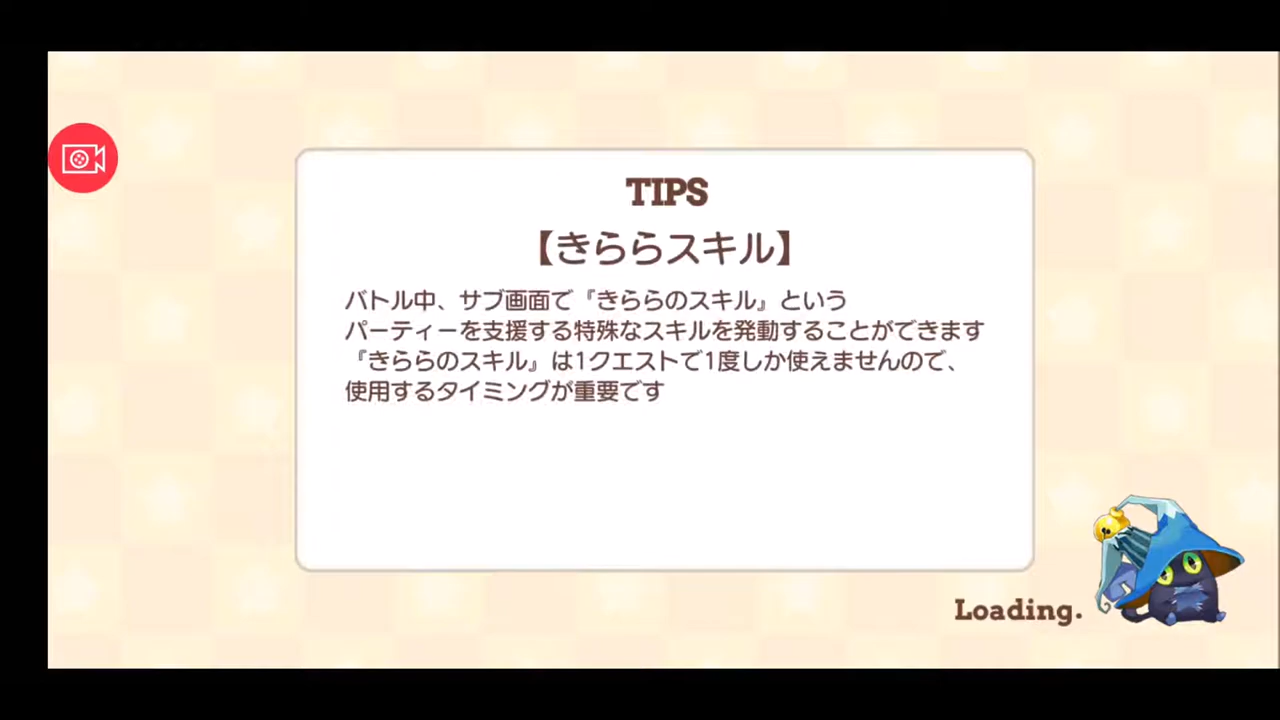 TIPS
【きららスキル】
バトル中、サブ画面で『きららのスキル』という
パーティーを支援する特殊なスキルを発動することができます
『きららのスキル』は1クエストで1度しか使えませんので、
使用するタイミングが重要です
Loading.